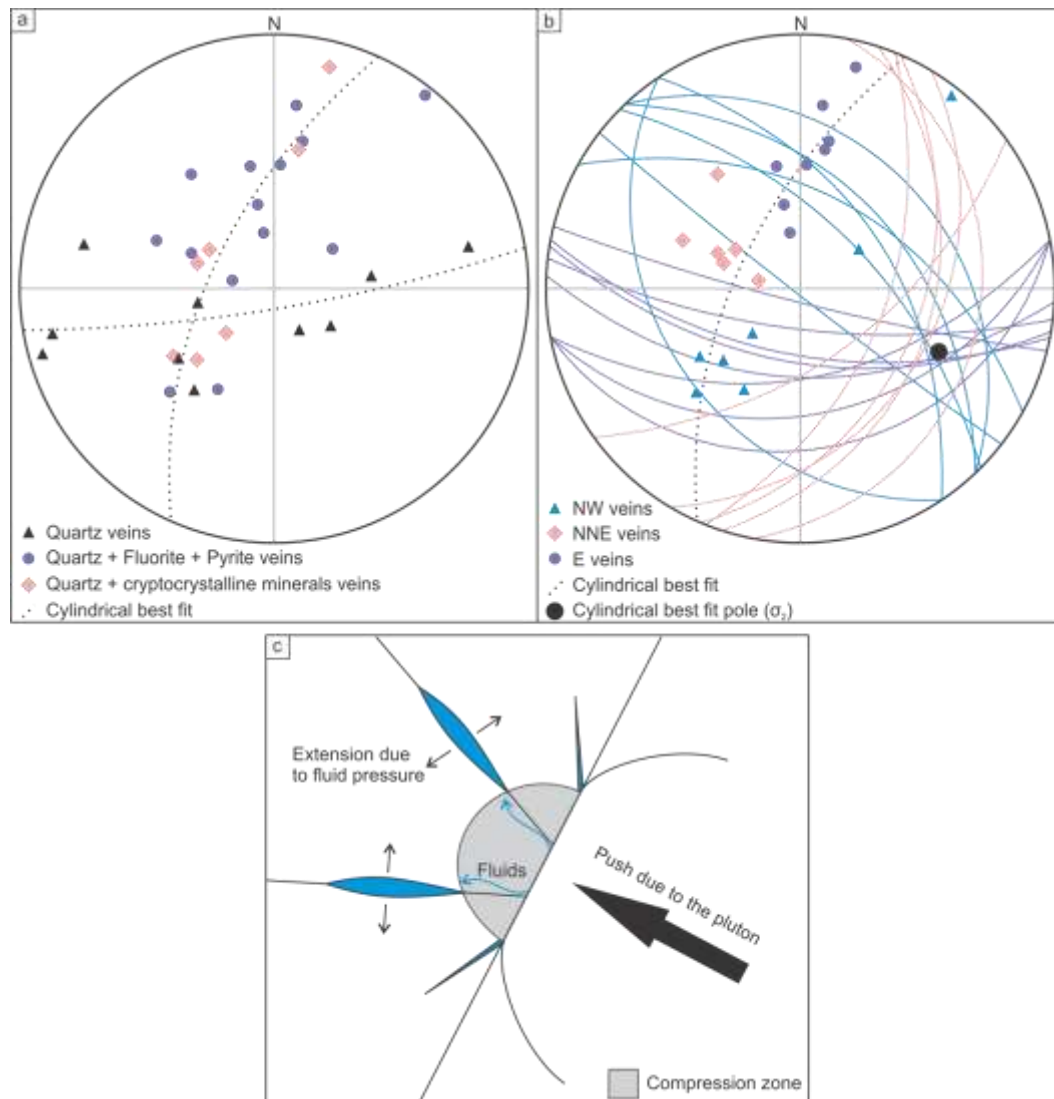 a
N
Quartz veins
Quartz + Fluorite + Pyrite veins
Quartz + cryptocrystalline minerals veins
Cylindrical best fit
b
N
NW veins
NNE veins
E veins
Cylindrical best fit
Cylindrical best fit pole (σ₂)
c
Extension due
to fluid pressure
Fluids
Push due to the pluton
Compression zone